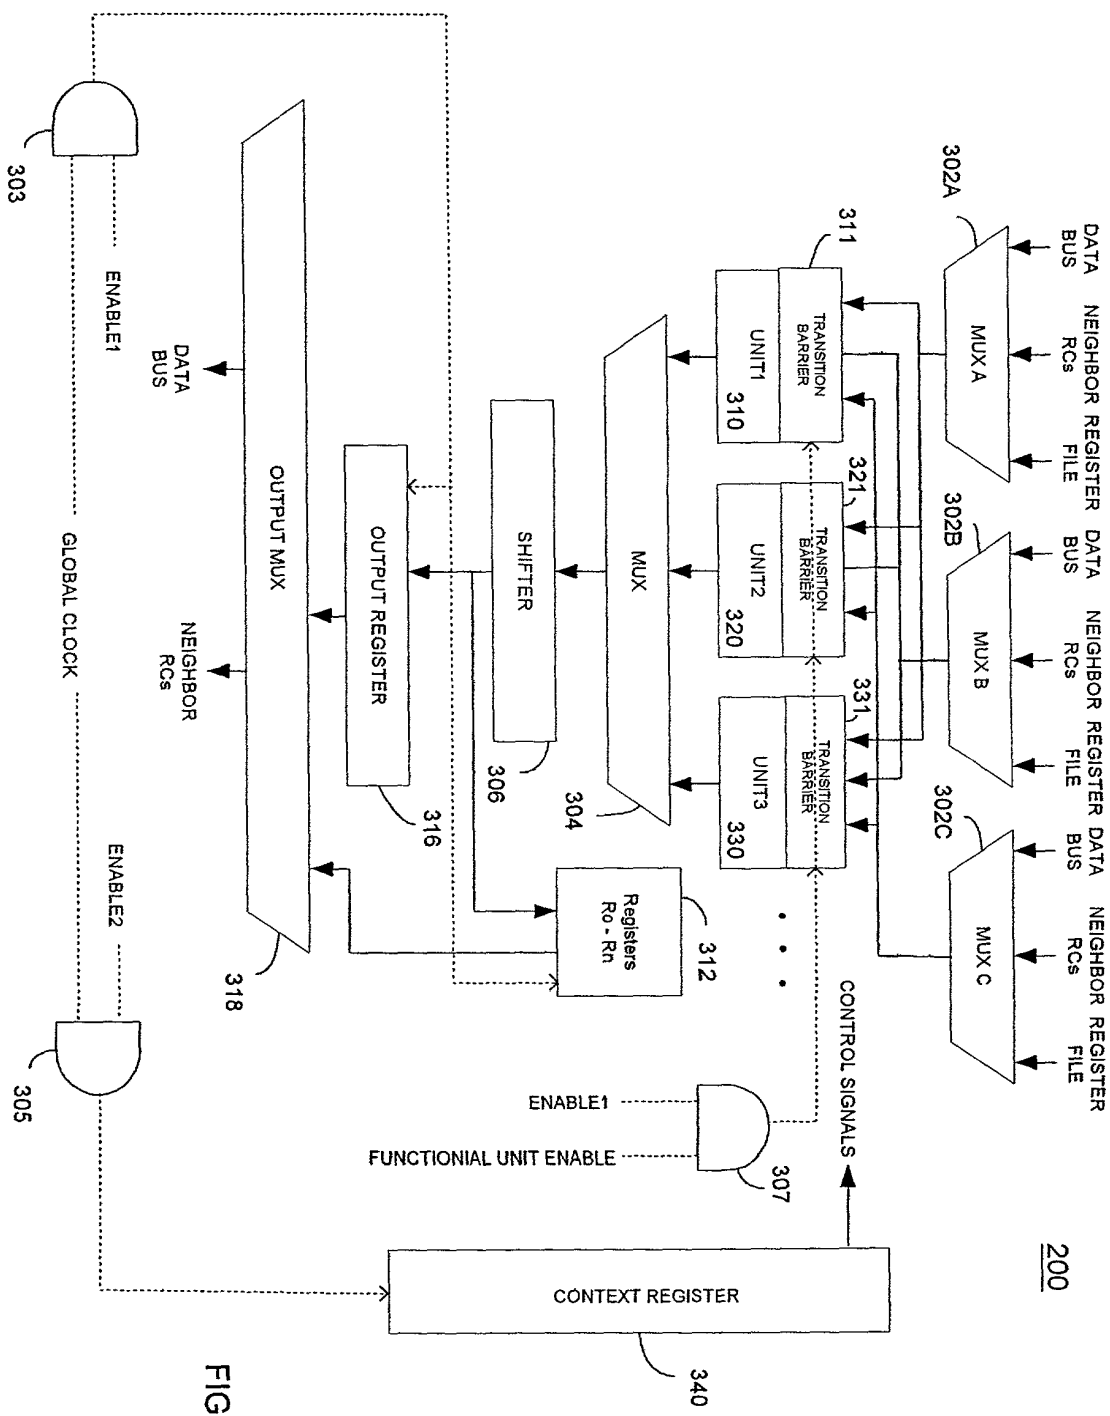 200
DATA
BUS
NEIGHBOR
RCs
REGISTER
FILE
DATA
BUS
NEIGHBOR
RCs
REGISTER
FILE
DATA
BUS
NEIGHBOR
RCs
REGISTER
FILE
302A
MUX A
302B
MUX B
302C
MUX C
311
TRANSITION
BARRIER
UNIT1
310
321
TRANSITION
BARRIER
UNIT2
320
331
TRANSITION
BARRIER
UNIT3
330
• • •
CONTROL SIGNALS
MUX
304
SHIFTER
306
Registers
Ro - Rn
312
ENABLE1
FUNCTIONIAL UNIT ENABLE
307
OUTPUT REGISTER
316
CONTEXT REGISTER
340
OUTPUT MUX
318
DATA
BUS
NEIGHBOR
RCs
303
ENABLE1
GLOBAL CLOCK
ENABLE2
305
FIG